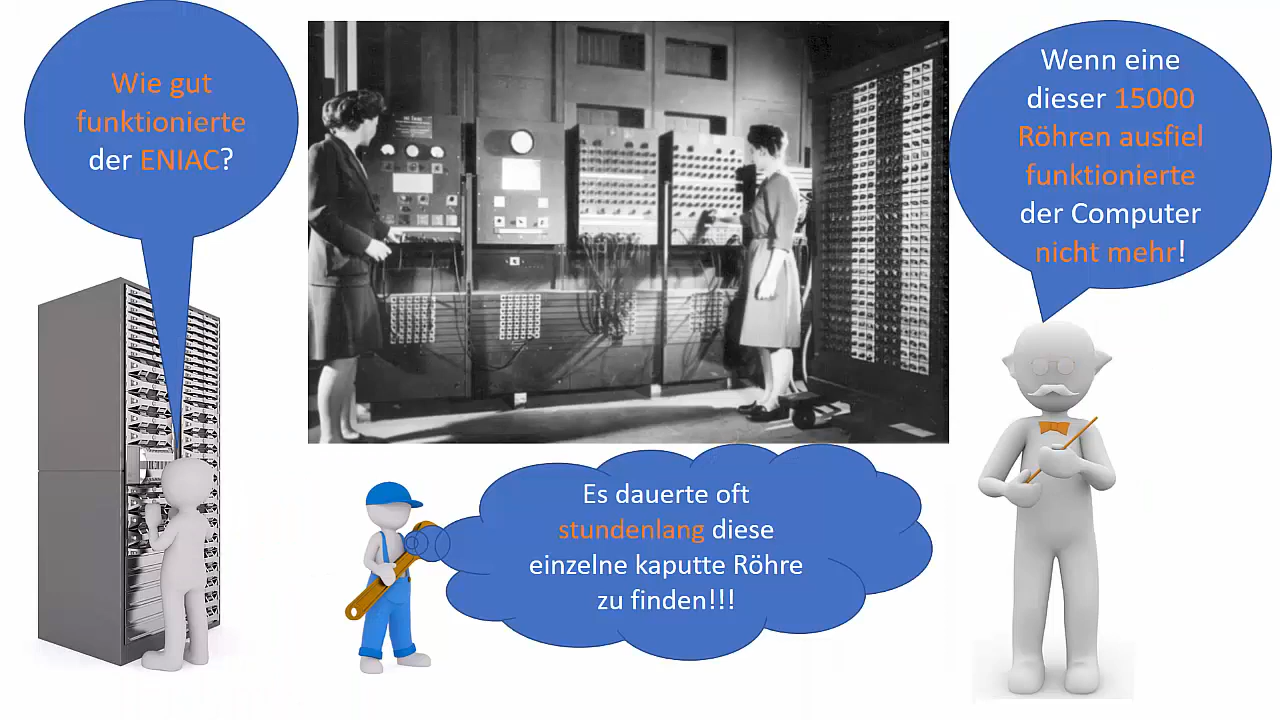 Wie gut
funktionierte
der ENIAC?
Wenn eine
dieser 15000
Röhren ausfiel
funktionierte
der Computer
nicht mehr!
Es dauerte oft
stundenlang diese
einzelne kaputte Röhre
zu finden!!!